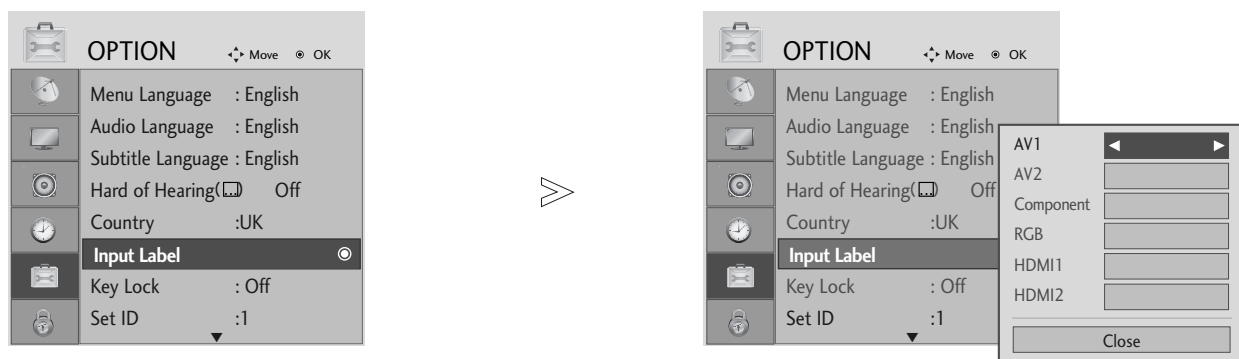 OPTION Move OK
Menu Language : English
Audio Language : English
Subtitle Language : English
Hard of Hearing( ) Off
Country :UK
Input Label
Key Lock : Off
Set ID :1
OPTION Move OK
Menu Language : English
Audio Language : English
Subtitle Language : English
Hard of Hearing( ) Off
Country :UK
Input Label
Key Lock : Off
Set ID :1
AV1
AV2
Component
RGB
HDMI1
HDMI2
Close